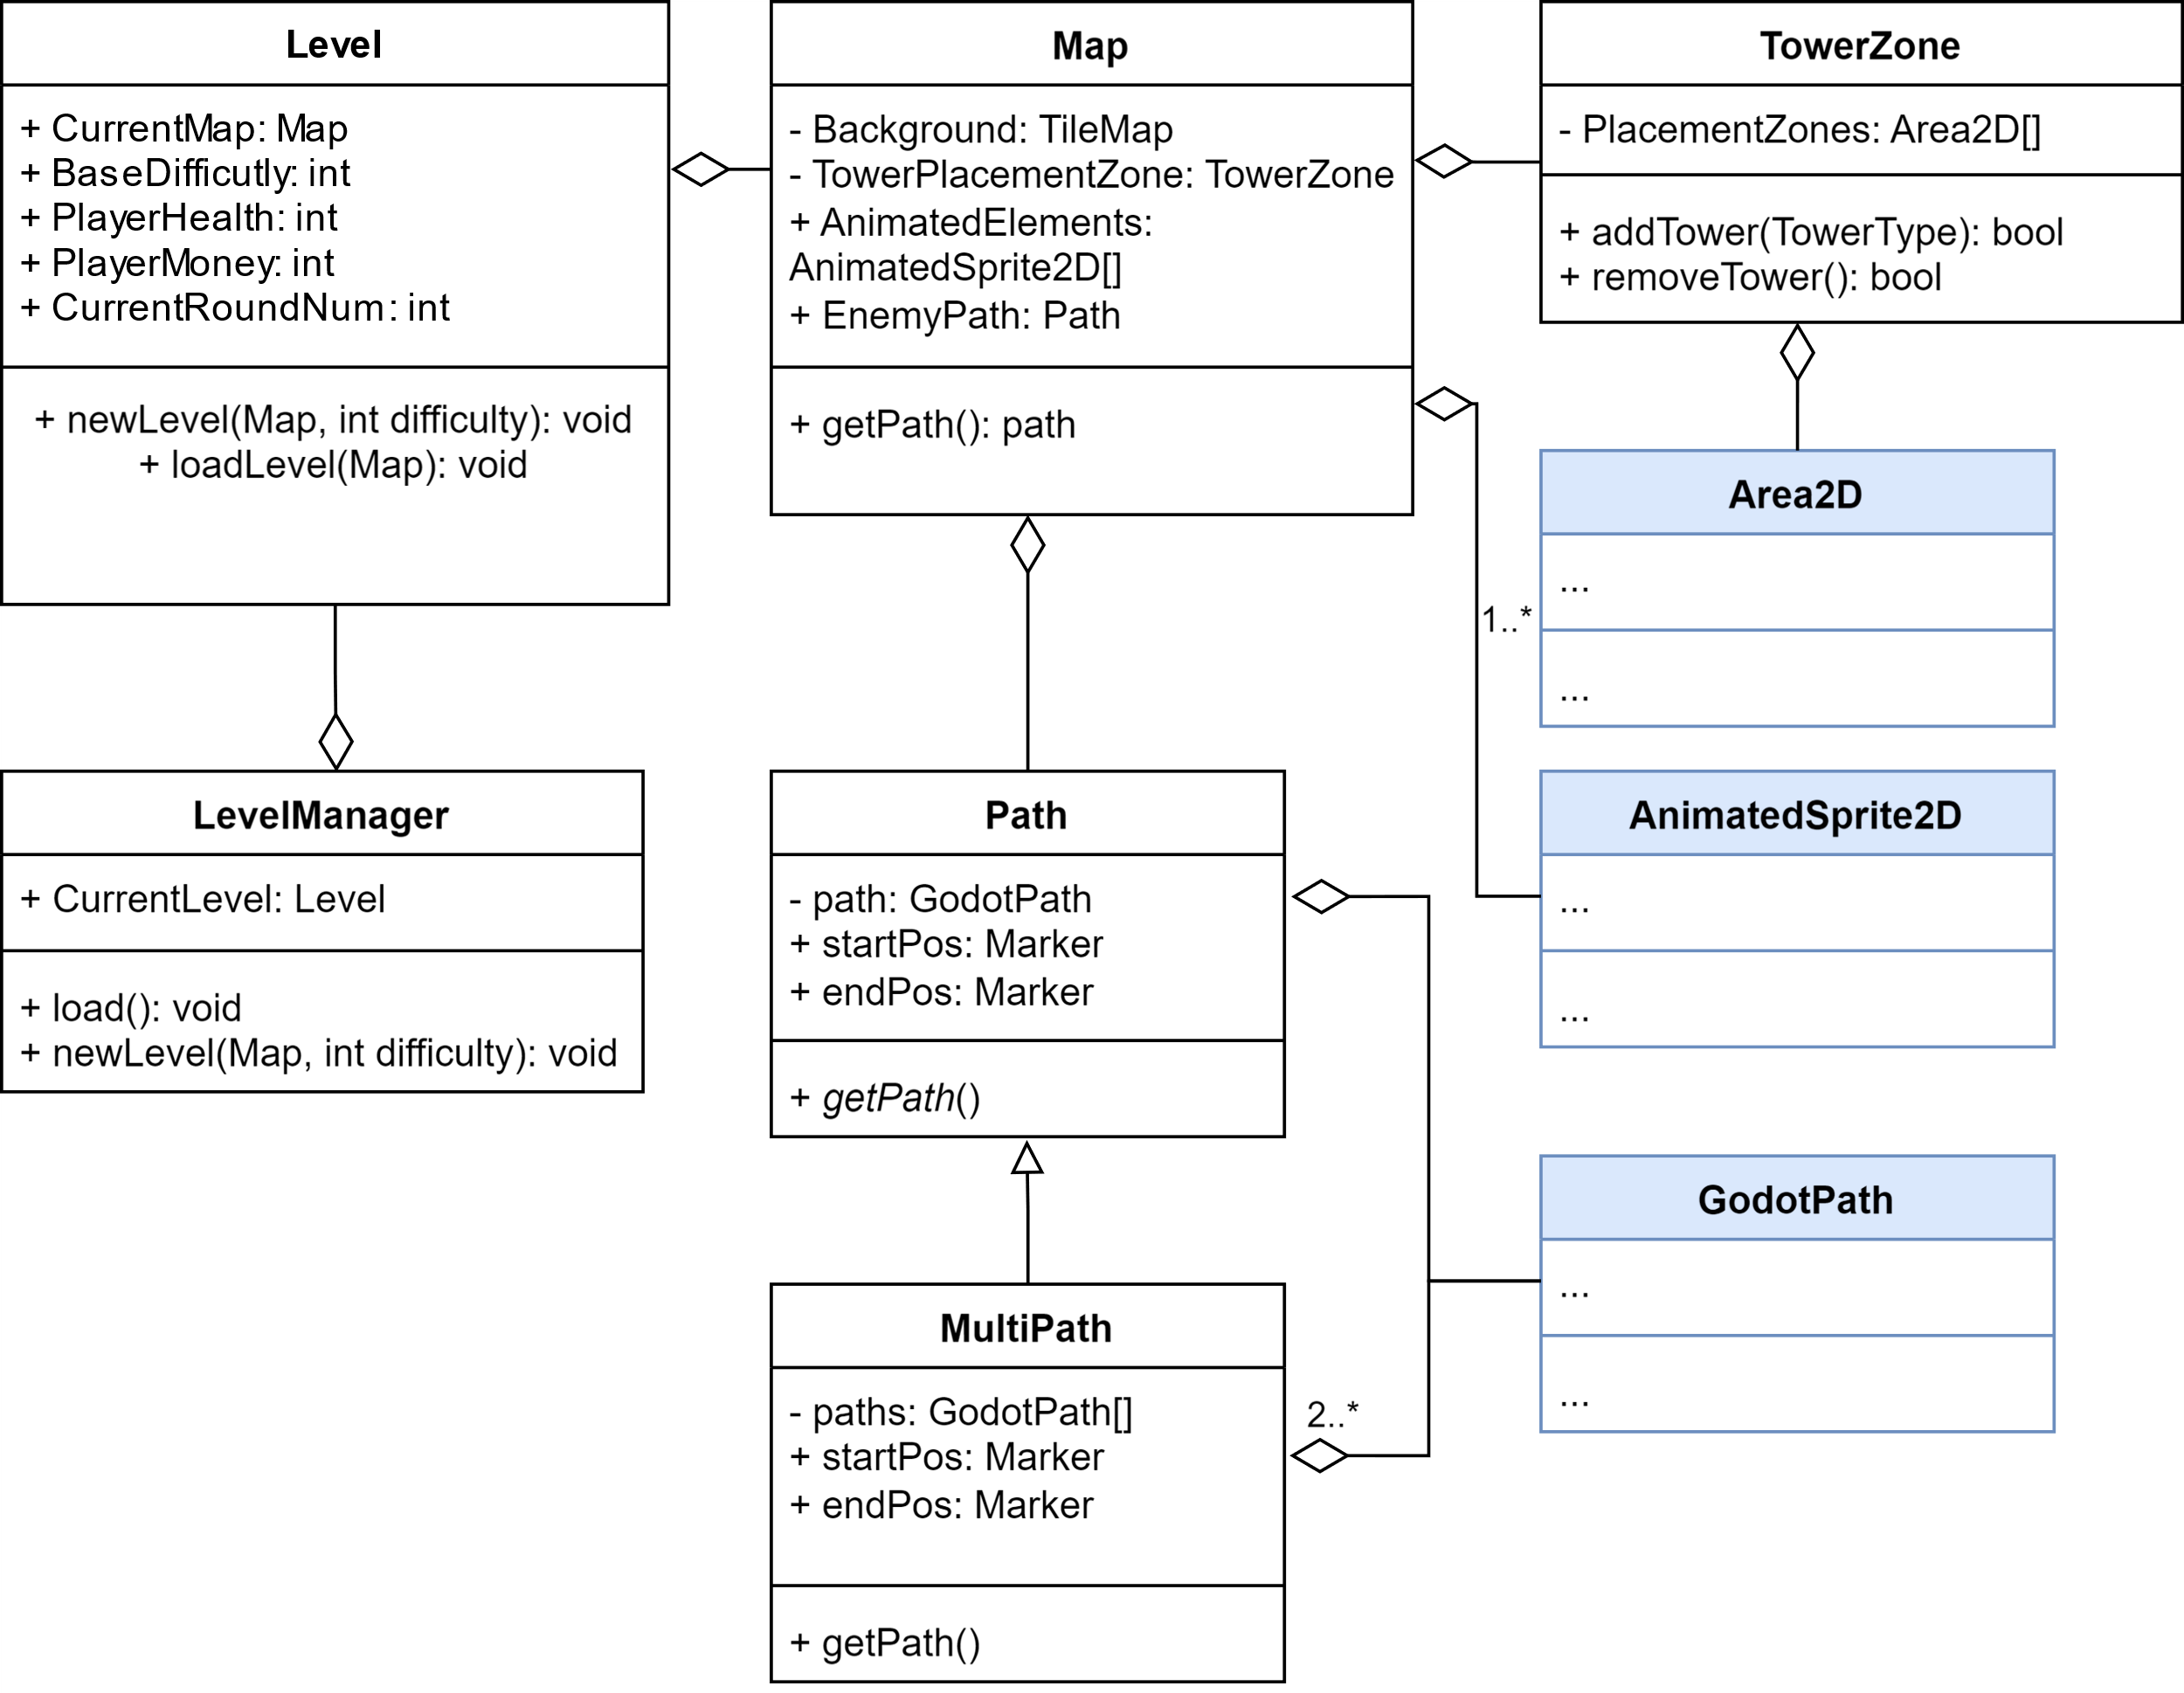 Level
+ CurrentMap: Map
+ BaseDifficutly: int
+ PlayerHealth: int
+ PlayerMoney: int
+ CurrentRoundNum: int
+ newLevel(Map, int difficulty): void
+ loadLevel(Map): void
Map
- Background: TileMap
- TowerPlacementZone: TowerZone
+ AnimatedElements:
AnimatedSprite2D[]
+ EnemyPath: Path
+ getPath(): path
TowerZone
- PlacementZones: Area2D[]
+ addTower(TowerType): bool
+ removeTower(): bool
Area2D
...
...
1..*
LevelManager
+ CurrentLevel: Level
+ load(): void
+ newLevel(Map, int difficulty): void
Path
- path: GodotPath
+ startPos: Marker
+ endPos: Marker
+ getPath()
AnimatedSprite2D
...
...
GodotPath
...
...
MultiPath
- paths: GodotPath[]
+ startPos: Marker
+ endPos: Marker
+ getPath()
2..*